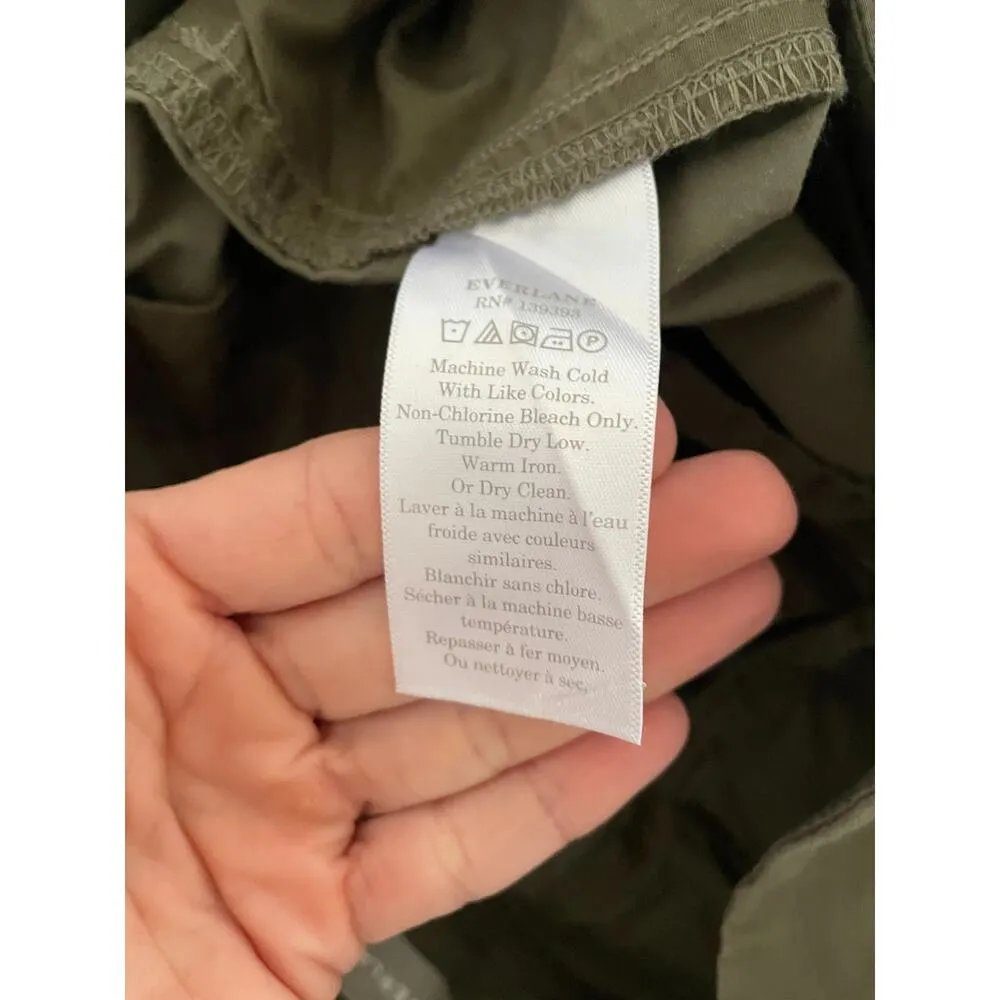 EVERLANE
RN# 139393
P
Machine Wash Cold
With Like Colors.
Non-Chlorine Bleach Only.
Tumble Dry Low.
Warm Iron.
Or Dry Clean.
Laver à la machine à l'eau
froide avec couleurs
similaires.
Blanchir sans chlore.
Sécher à la machine basse
température.
Repasser à fer moyen.
Ou nettoyer à sec.